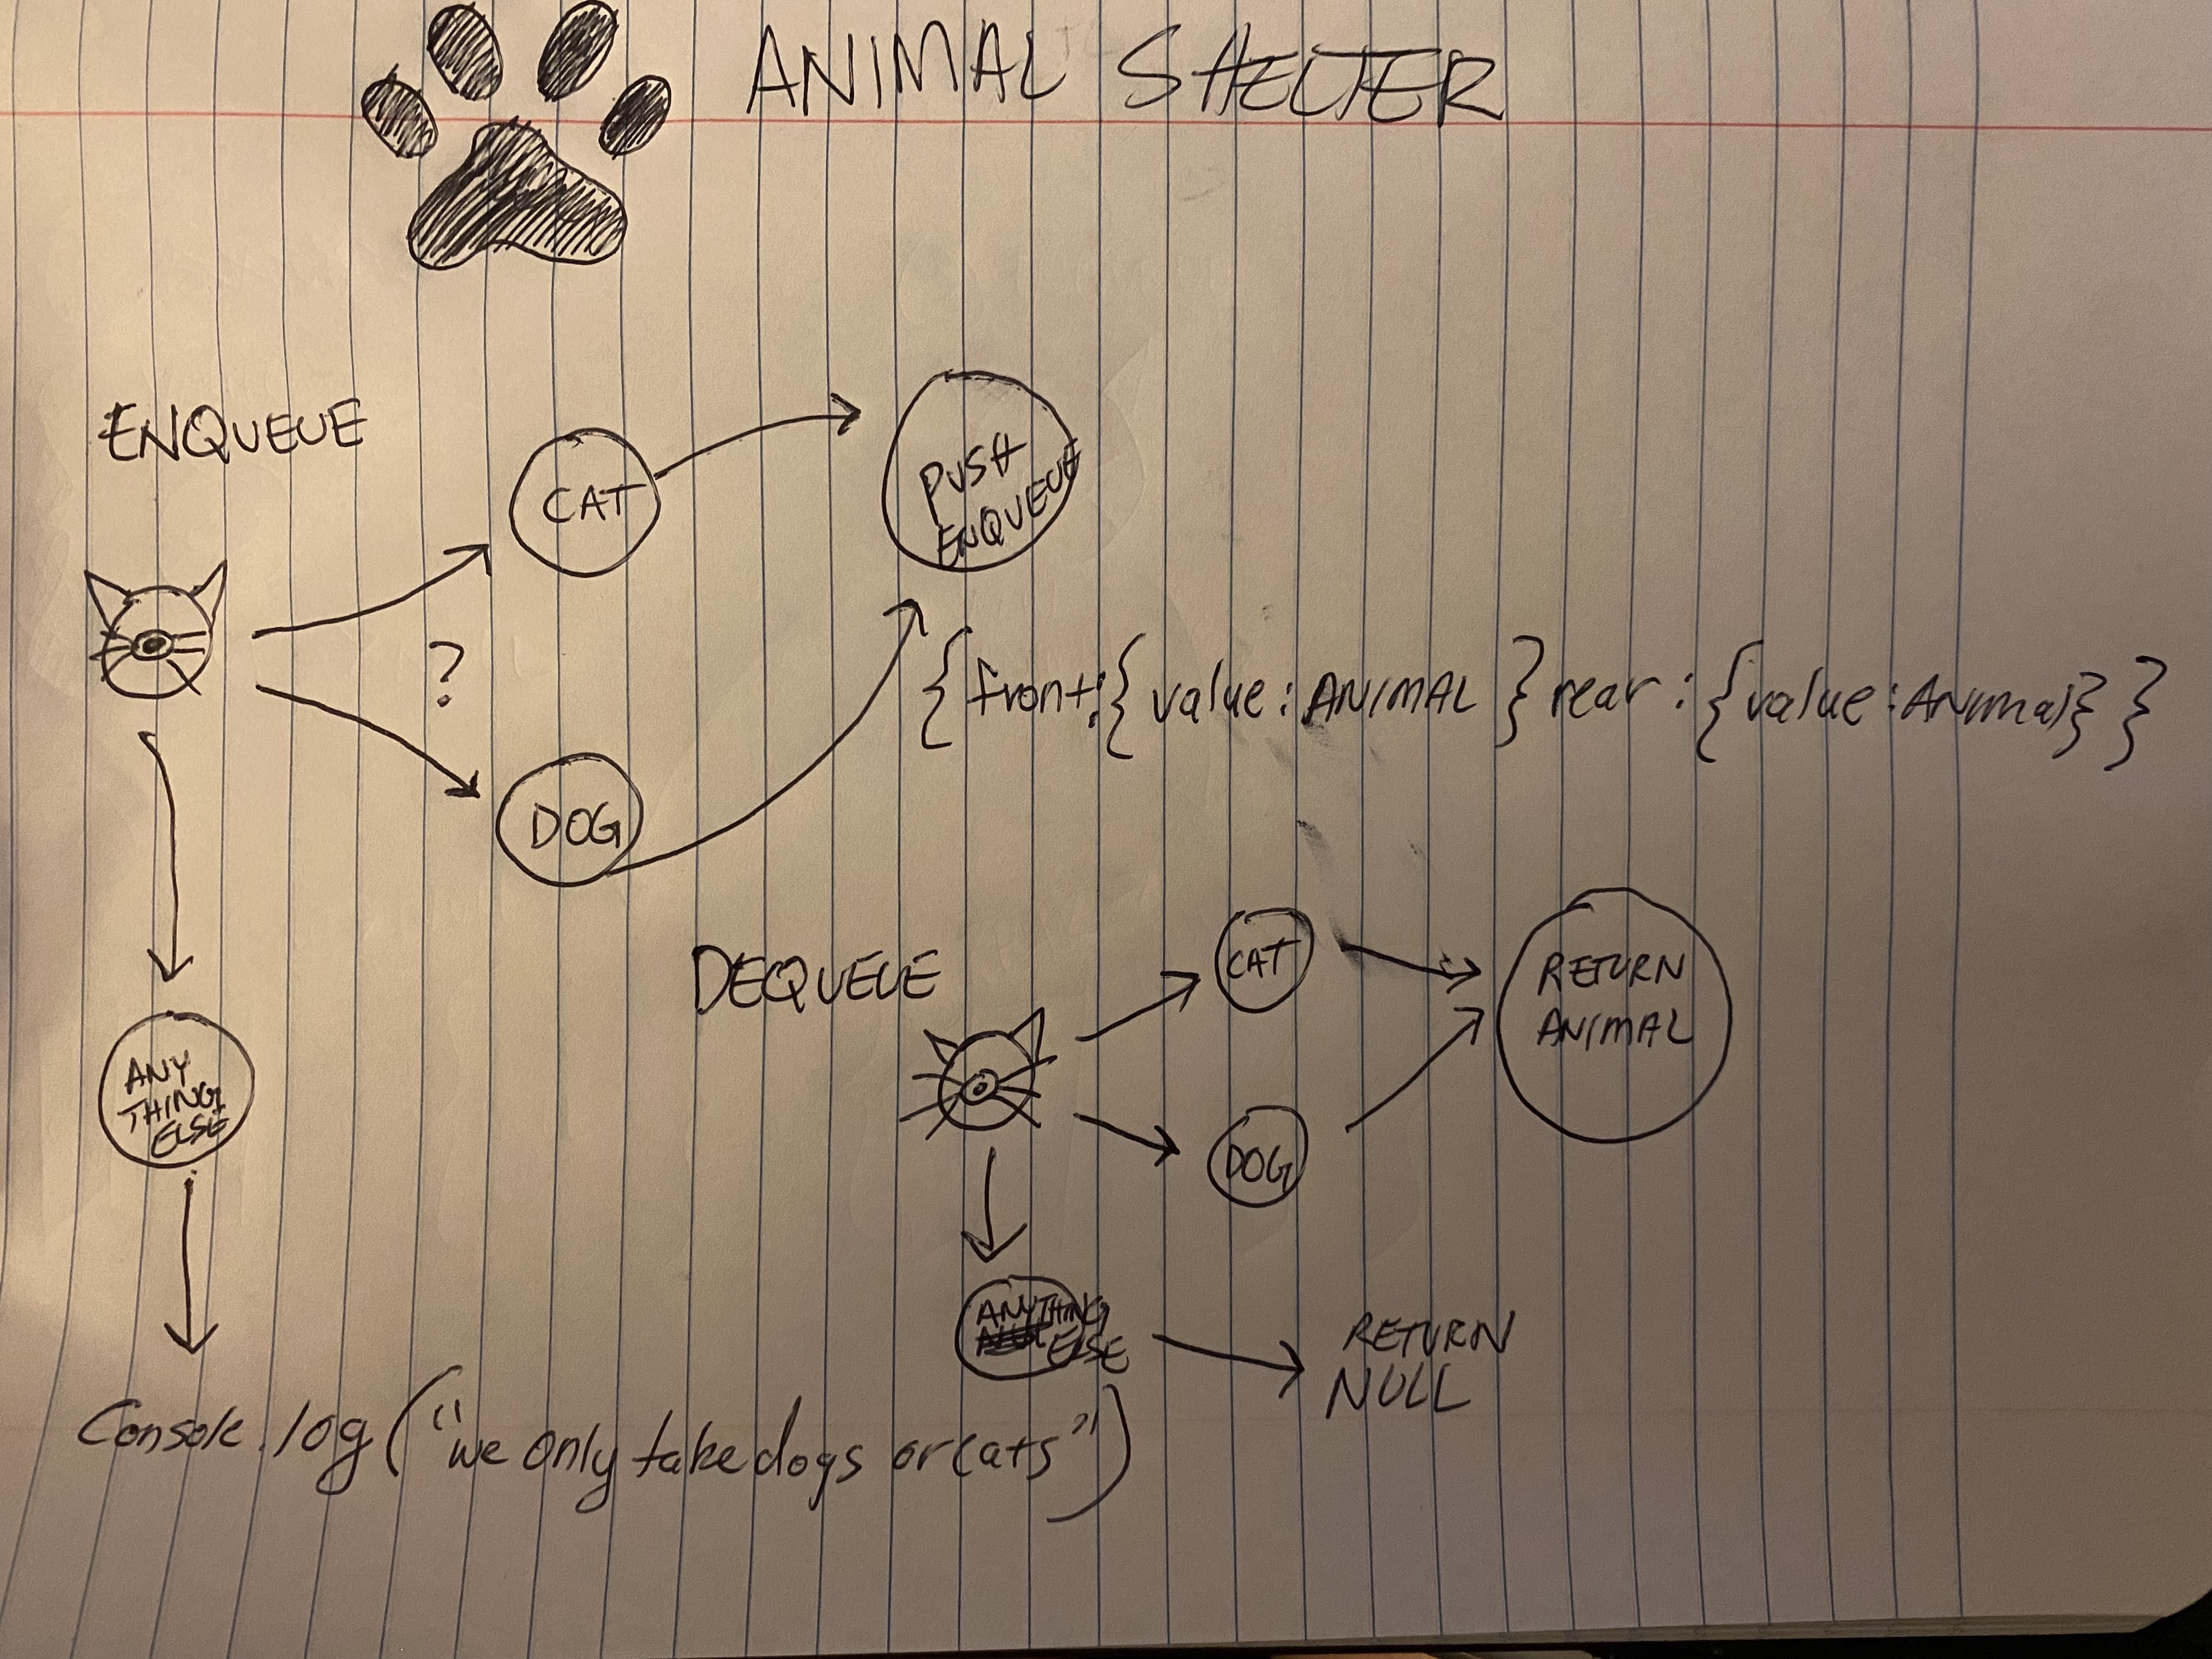 ANIMAL SHELTER
ENQUEUE
CAT
PUSH
ENQUEUE
?
{front:{value:ANIMAL}rear:{value:Animal}}
DOG
DEQUEUE
CAT
RETURN
ANIMAL
DOG
ANY
THING
ELSE
ANYTHING
ELSE
RETURN
NULL
Console.log("we only take dogs or cats")